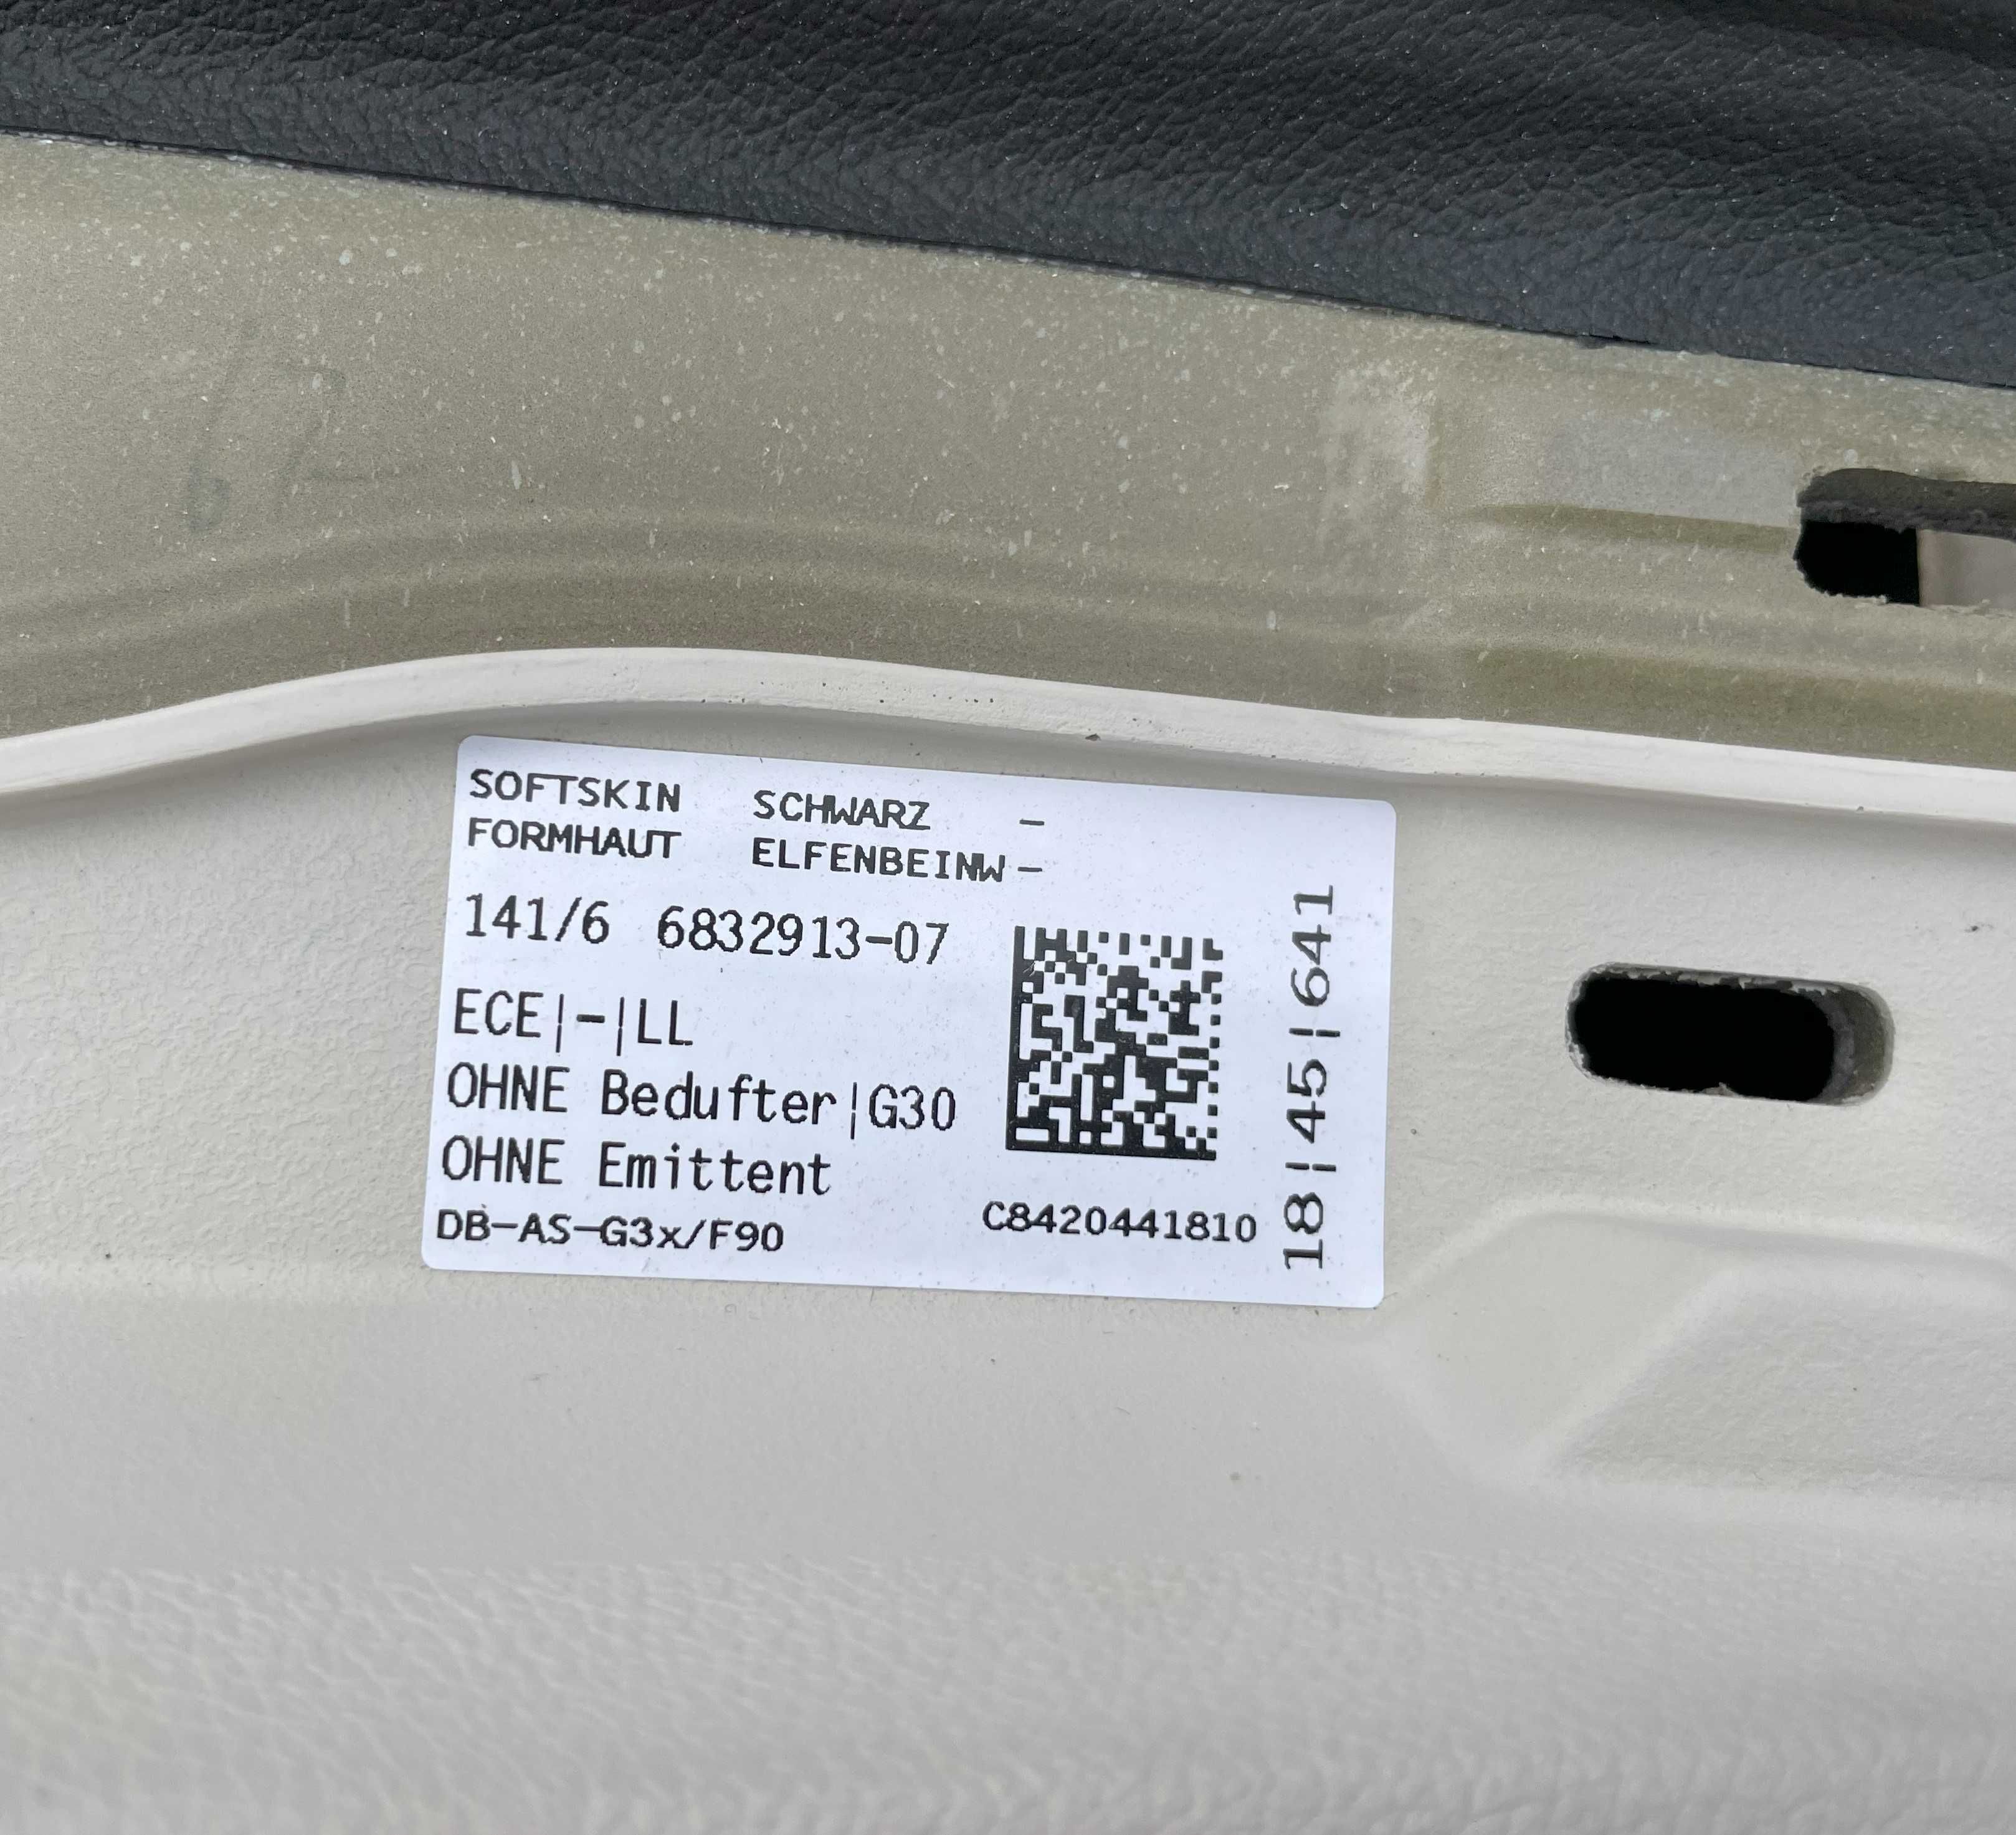 SOFTSKIN SCHWARZ -
FORMHAUT ELFENBEINW -
141/6 6832913-07
ECE|-|LL
OHNE Bedufter|G30
OHNE Emittent
DB-AS-G3x/F90
C8420441810
18|45|641